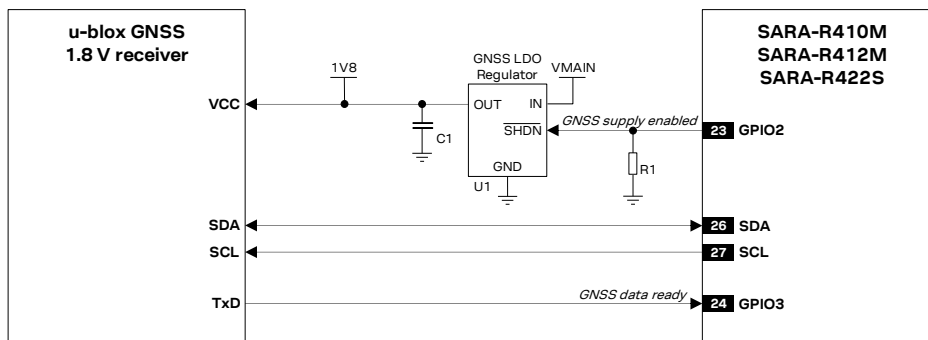 u-blox GNSS
1.8 V receiver
SARA-R410M
SARA-R412M
SARA-R422S
GNSS LDO
Regulator
1V8
VMAIN
VCC
OUT
IN
GNSS supply enabled
SHDN
23 GPIO2
C1
GND
R1
U1
SDA
26 SDA
SCL
27 SCL
TxD
GNSS data ready
24 GPIO3